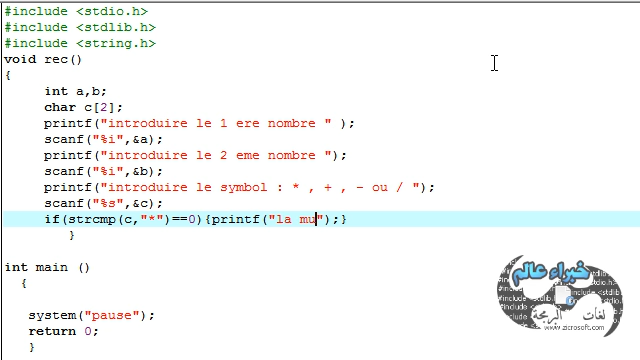 #include <stdio.h>
#include <stdlib.h>
#include <string.h>
void rec()
{
int a,b;
char c[2];
printf("introduire le 1 ere nombre " );
scanf("%i",&a);
printf("introduire le 2 eme nombre ");
scanf("%i",&b);
printf("introduire le symbol : * , + , - ou / ");
scanf("%s",&c);
if(strcmp(c,"*")==0){printf("la mu");}
}
int main ()
{
system("pause");
return 0;
}
خبراء عالم
لغات البرمجة
www.zicrosoft.com